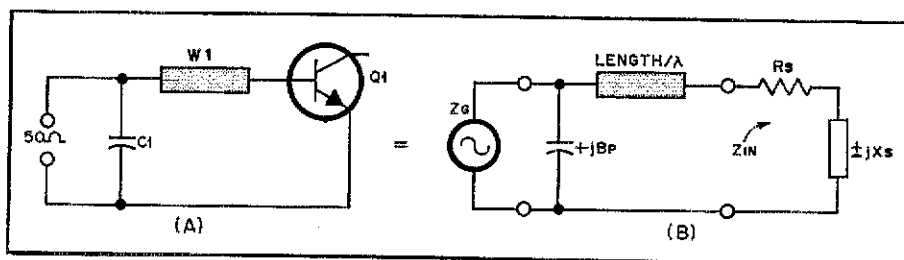 W1
Q1
50Ω
C1
(A)
=
ZG
+jBP
LENGTH/λ
RS
ZIN
±jXS
(B)